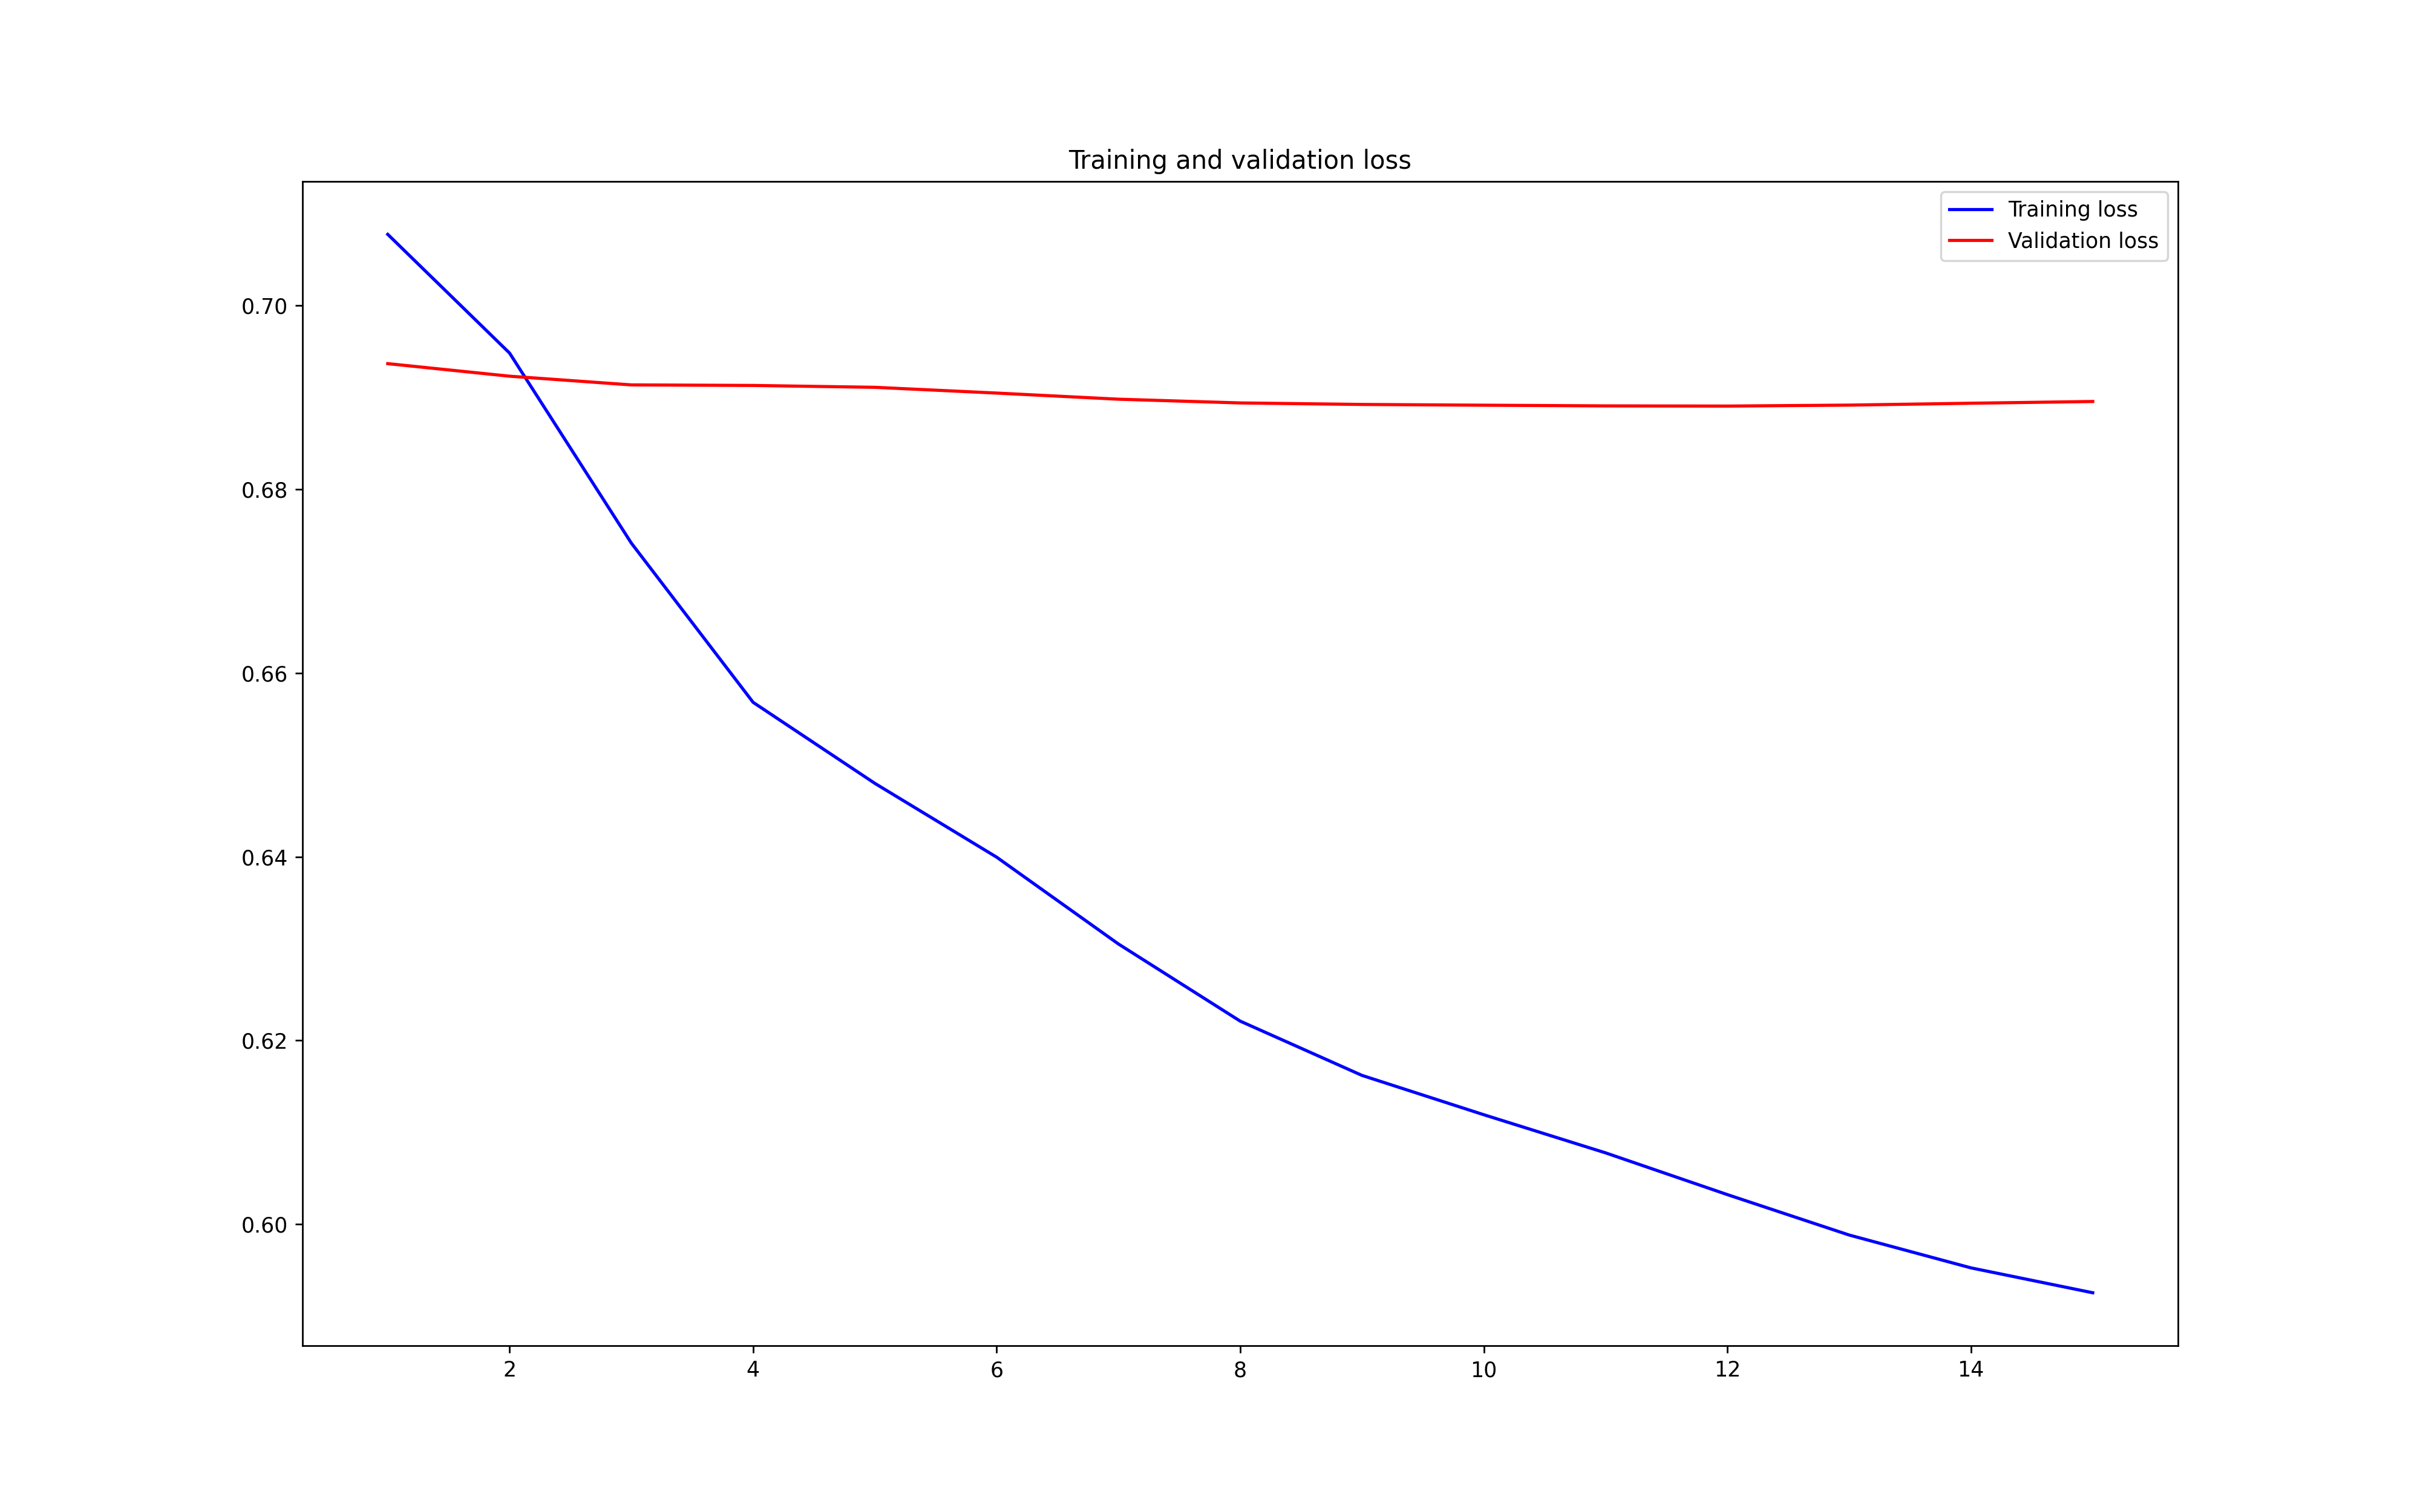 Training and validation loss
Training loss
Validation loss
0.70
0.68
0.66
0.64
0.62
0.60
2 4 6 8 10 12 14